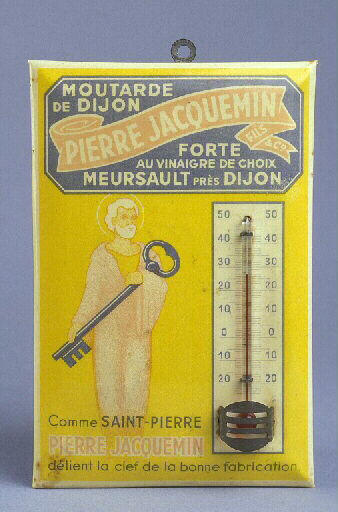 MOUTARDE
DE DIJON
PIERRE JACQUEMIN
FILS
& Cº
FORTE
AU VINAIGRE DE CHOIX
MEURSAULT PRÈS DIJON
50 50
40 40
30 30
20 20
10 10
0 0
10 10
20 20
Comme SAINT-PIERRE
PIERRE JACQUEMIN
délient la clef de la bonne fabrication